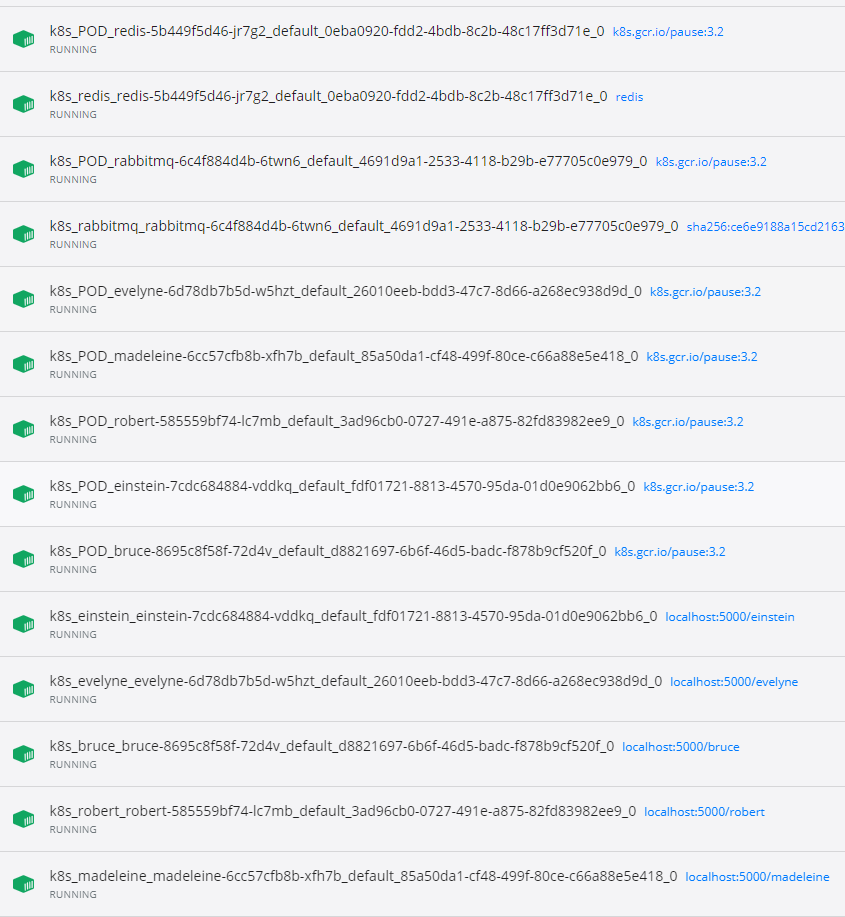 k8s_POD_redis-5b449f5d46-jr7g2_default_0eba0920-fdd2-4bdb-8c2b-48c17ff3d71e_0 k8s.gcr.io/pause:3.2
RUNNING
k8s_redis_redis-5b449f5d46-jr7g2_default_0eba0920-fdd2-4bdb-8c2b-48c17ff3d71e_0 redis
RUNNING
k8s_POD_rabbitmq-6c4f884d4b-6twn6_default_4691d9a1-2533-4118-b29b-e77705c0e979_0 k8s.gcr.io/pause:3.2
RUNNING
k8s_rabbitmq_rabbitmq-6c4f884d4b-6twn6_default_4691d9a1-2533-4118-b29b-e77705c0e979_0 sha256:ce6e9188a15cd2163
RUNNING
k8s_POD_evelyne-6d78db7b5d-w5hzt_default_26010eeb-bdd3-47c7-8d66-a268ec938d9d_0 k8s.gcr.io/pause:3.2
RUNNING
k8s_POD_madeleine-6cc57cfb8b-xfh7b_default_85a50da1-cf48-499f-80ce-c66a88e5e418_0 k8s.gcr.io/pause:3.2
RUNNING
k8s_POD_robert-585559bf74-lc7mb_default_3ad96cb0-0727-491e-a875-82fd83982ee9_0 k8s.gcr.io/pause:3.2
RUNNING
k8s_POD_einstein-7cdc684884-vddkq_default_fdf01721-8813-4570-95da-01d0e9062bb6_0 k8s.gcr.io/pause:3.2
RUNNING
k8s_POD_bruce-8695c8f58f-72d4v_default_d8821697-6b6f-46d5-badc-f878b9cf520f_0 k8s.gcr.io/pause:3.2
RUNNING
k8s_einstein_einstein-7cdc684884-vddkq_default_fdf01721-8813-4570-95da-01d0e9062bb6_0 localhost:5000/einstein
RUNNING
k8s_evelyne_evelyne-6d78db7b5d-w5hzt_default_26010eeb-bdd3-47c7-8d66-a268ec938d9d_0 localhost:5000/evelyne
RUNNING
k8s_bruce_bruce-8695c8f58f-72d4v_default_d8821697-6b6f-46d5-badc-f878b9cf520f_0 localhost:5000/bruce
RUNNING
k8s_robert_robert-585559bf74-lc7mb_default_3ad96cb0-0727-491e-a875-82fd83982ee9_0 localhost:5000/robert
RUNNING
k8s_madeleine_madeleine-6cc57cfb8b-xfh7b_default_85a50da1-cf48-499f-80ce-c66a88e5e418_0 localhost:5000/madeleine
RUNNING